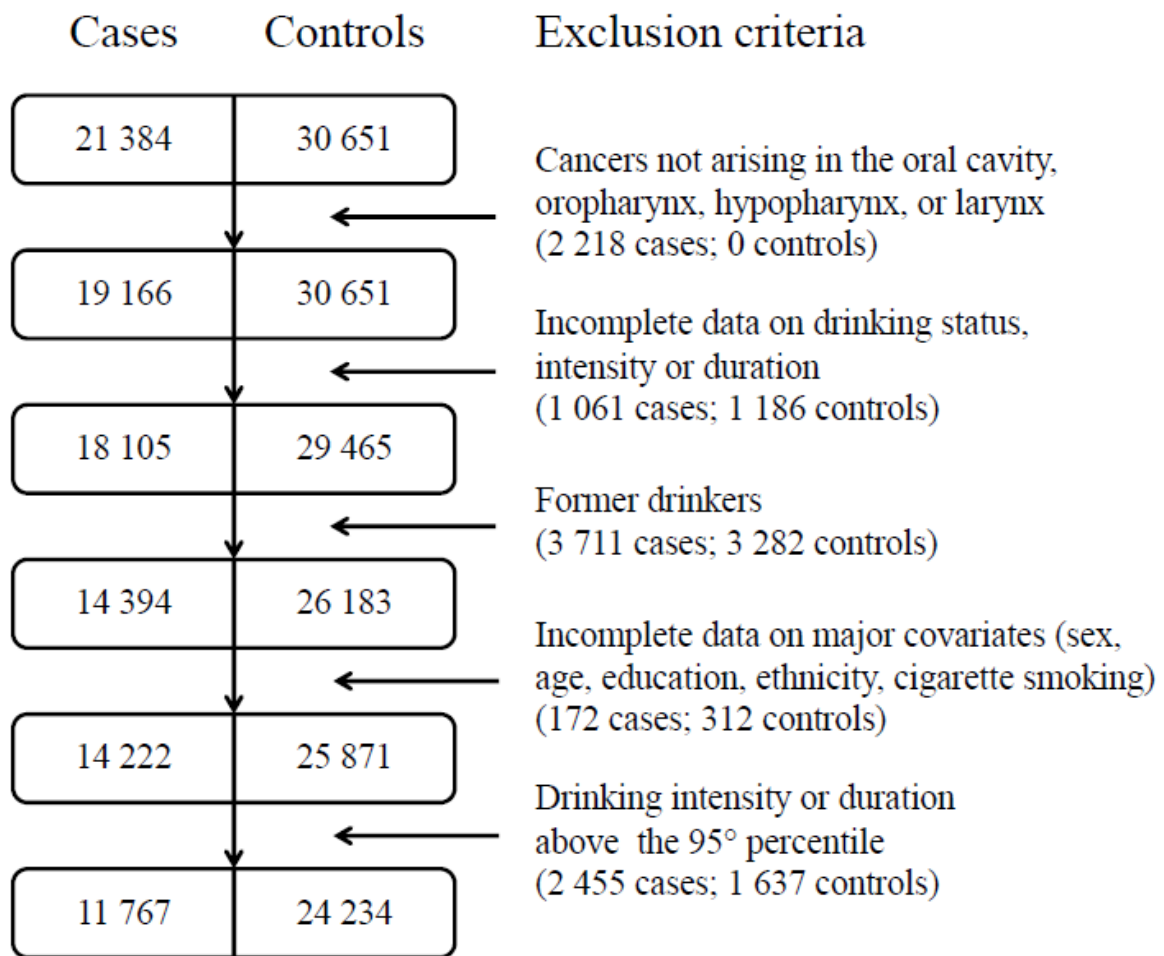 Cases Controls Exclusion criteria
21 384 30 651
Cancers not arising in the oral cavity,
oropharynx, hypopharynx, or larynx
(2 218 cases; 0 controls)
19 166 30 651
Incomplete data on drinking status,
intensity or duration
(1 061 cases; 1 186 controls)
18 105 29 465
Former drinkers
(3 711 cases; 3 282 controls)
14 394 26 183
Incomplete data on major covariates (sex,
age, education, ethnicity, cigarette smoking)
(172 cases; 312 controls)
14 222 25 871
Drinking intensity or duration
above the 95° percentile
(2 455 cases; 1 637 controls)
11 767 24 234